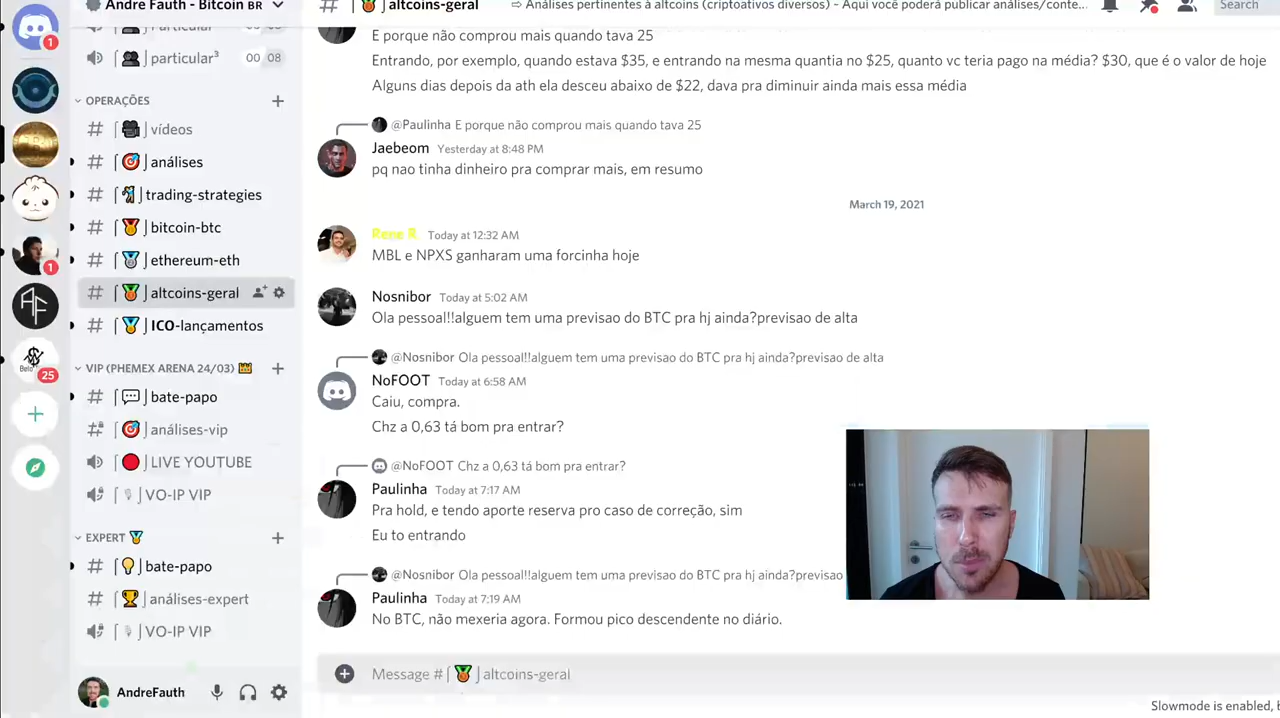 Andre Fauth - Bitcoin BR
altcoins-geral
Análises pertinentes à altcoins (criptoativos diversos) - Aqui você poderá publicar análises/conte...
Search
particular³
00 08
OPERAÇÕES
vídeos
análises
trading-strategies
bitcoin-btc
ethereum-eth
altcoins-geral
ICO-lançamentos
VIP (PHEMEX ARENA 24/03)
bate-papo
análises-vip
LIVE YOUTUBE
VO-IP VIP
EXPERT
bate-papo
análises-expert
VO-IP VIP
AndreFauth
1
1
25
E porque não comprou mais quando tava 25
Entrando, por exemplo, quando estava $35, e entrando na mesma quantia no $25, quanto vc teria pago na média? $30, que é o valor de hoje
Alguns dias depois da ath ela desceu abaixo de $22, dava pra diminuir ainda mais essa média
@Paulinha E porque não comprou mais quando tava 25
Jaebeom Yesterday at 8:48 PM
pq nao tinha dinheiro pra comprar mais, em resumo
March 19, 2021
Rene R. Today at 12:32 AM
MBL e NPXS ganharam uma forcinha hoje
Nosnibor Today at 5:02 AM
Ola pessoal!!alguem tem uma previsao do BTC pra hj ainda?previsao de alta
@Nosnibor Ola pessoal!!alguem tem uma previsao do BTC pra hj ainda?previsao de alta
NoFOOT Today at 6:58 AM
Caiu, compra.
Chz a 0,63 tá bom pra entrar?
@NoFOOT Chz a 0,63 tá bom pra entrar?
Paulinha Today at 7:17 AM
Pra hold, e tendo aporte reserva pro caso de correção, sim
Eu to entrando
@Nosnibor Ola pessoal!!alguem tem uma previsao do BTC pra hj ainda?previsao
Paulinha Today at 7:19 AM
No BTC, não mexeria agora. Formou pico descendente no diário.
Message # altcoins-geral
Slowmode is enabled,